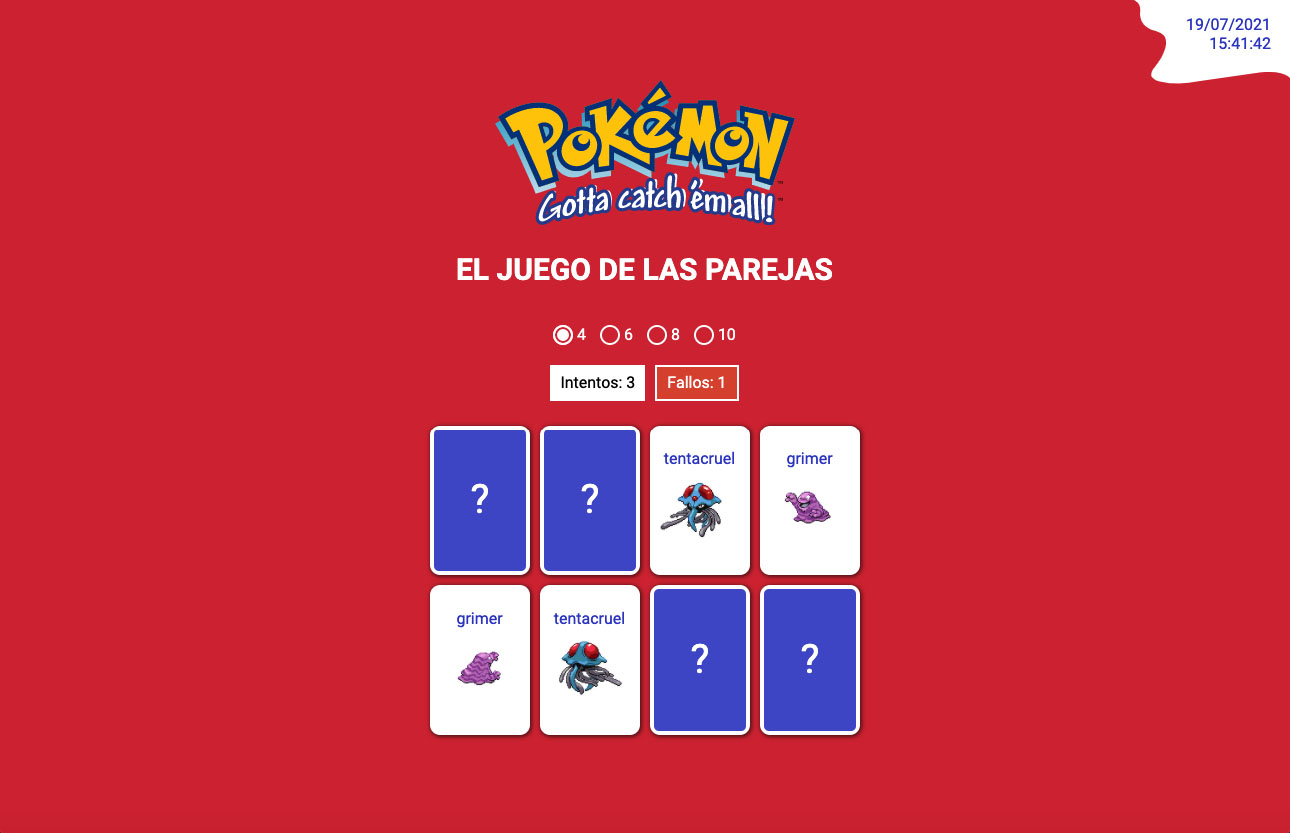 19/07/2021
15:41:42
POKéMON
Gotta catch 'em alll!
EL JUEGO DE LAS PAREJAS
4 6 8 10
Intentos: 3 Fallos: 1
? ? tentacruel grimer
grimer tentacruel ? ?